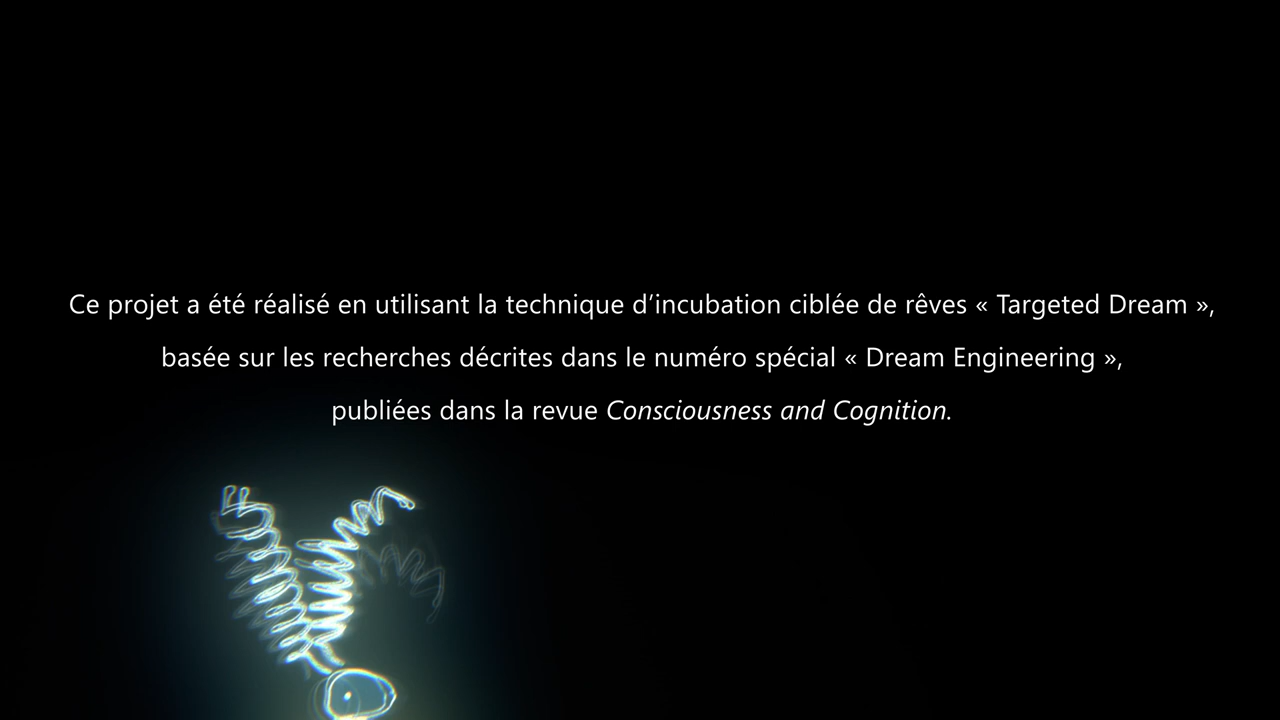 Ce projet a été réalisé en utilisant la technique d’incubation ciblée de rêves « Targeted Dream »,
basée sur les recherches décrites dans le numéro spécial « Dream Engineering »,
publiées dans la revue Consciousness and Cognition.